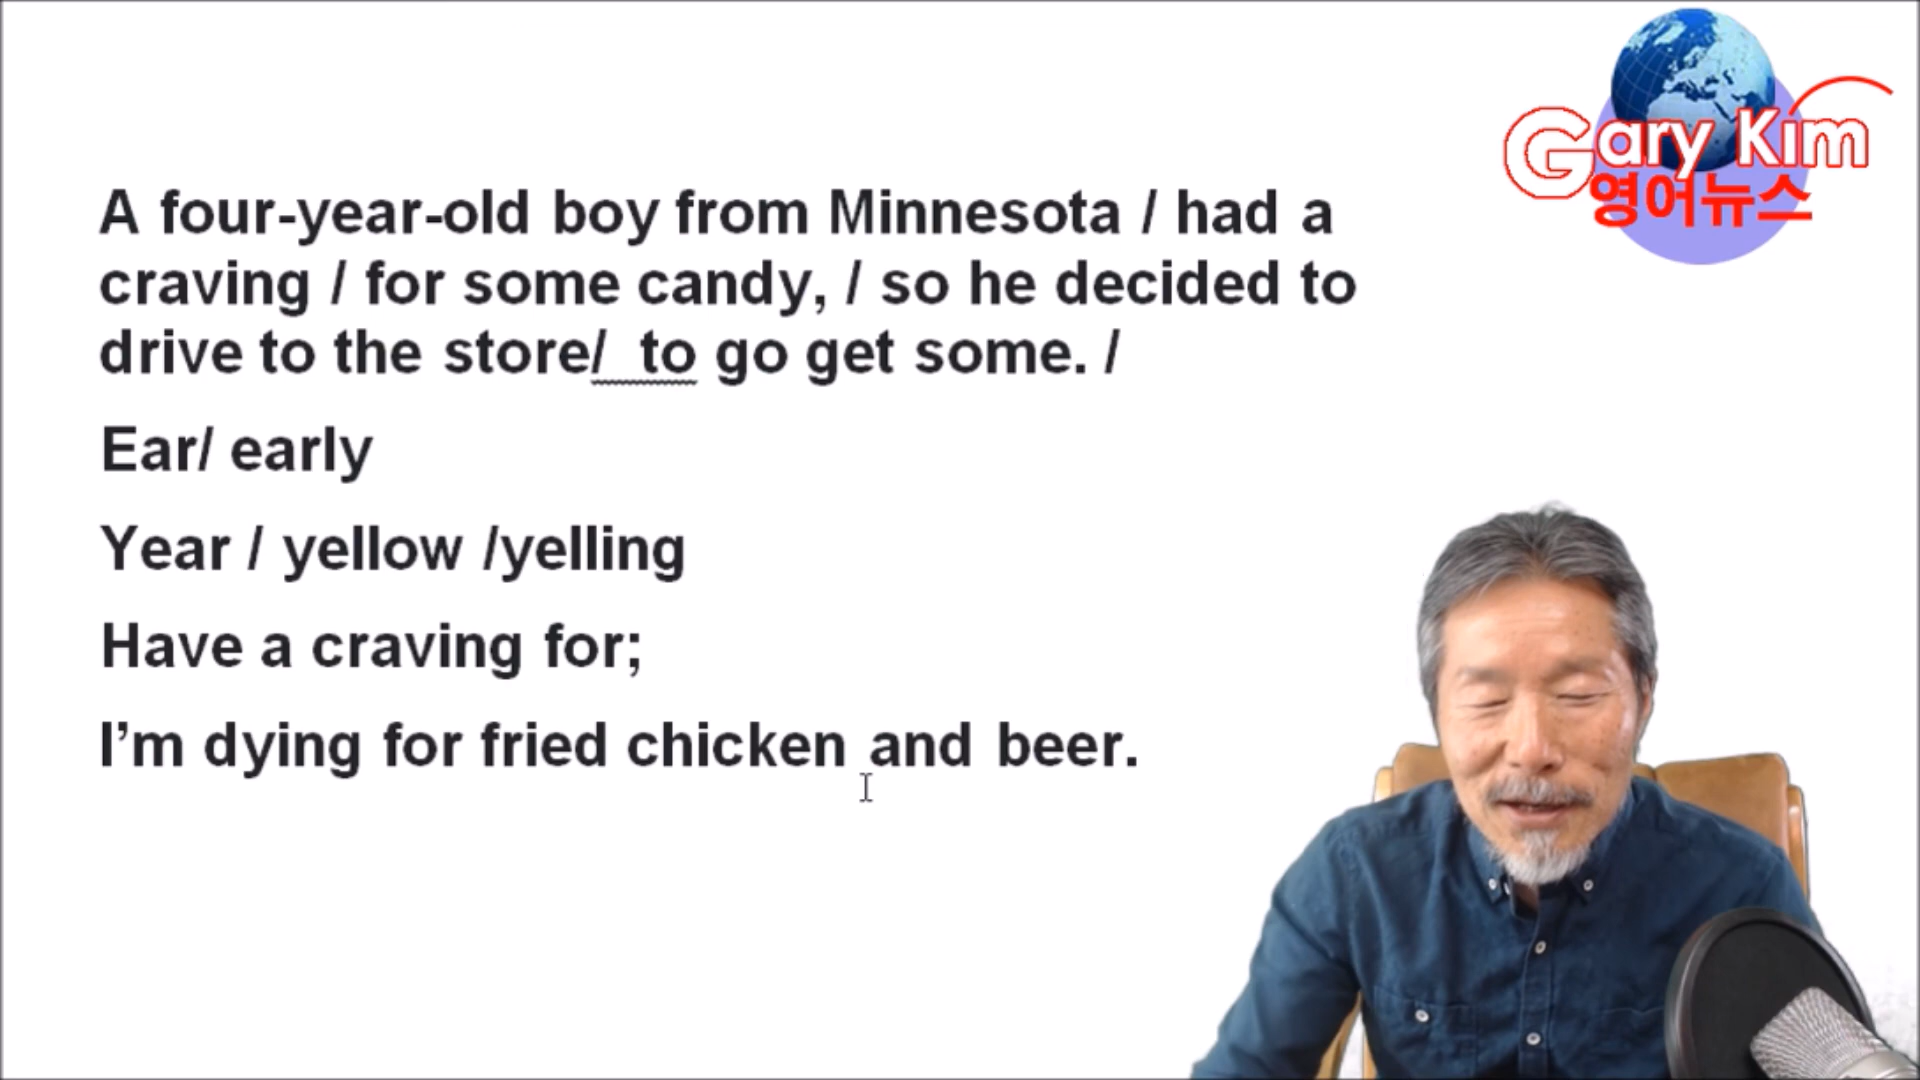 Gary Kim
영어뉴스
A four-year-old boy from Minnesota / had a
craving / for some candy, / so he decided to
drive to the store/  to go get some. /
Ear/ early
Year / yellow /yelling
Have a craving for;
I’m dying for fried chicken and beer.